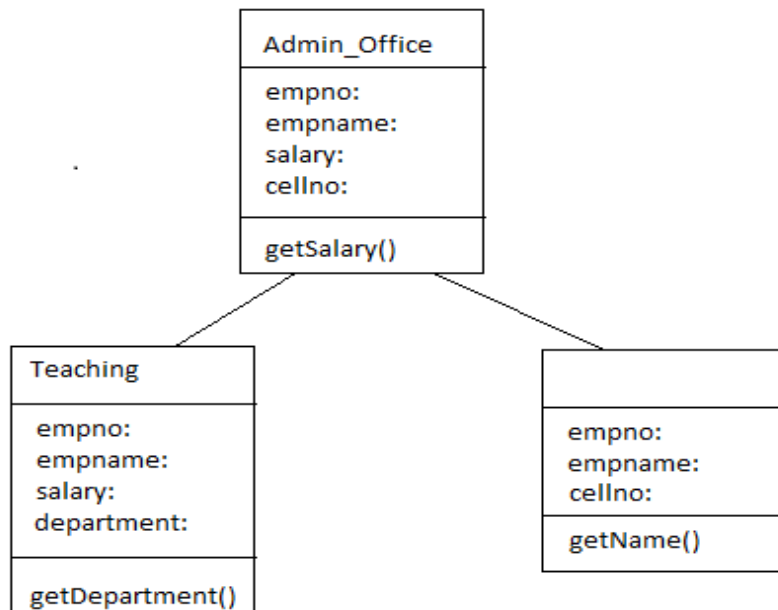 Admin_Office
empno:
empname:
salary:
cellno:
getSalary()
Teaching
empno:
empname:
salary:
department:
getDepartment()
empno:
empname:
cellno:
getName()